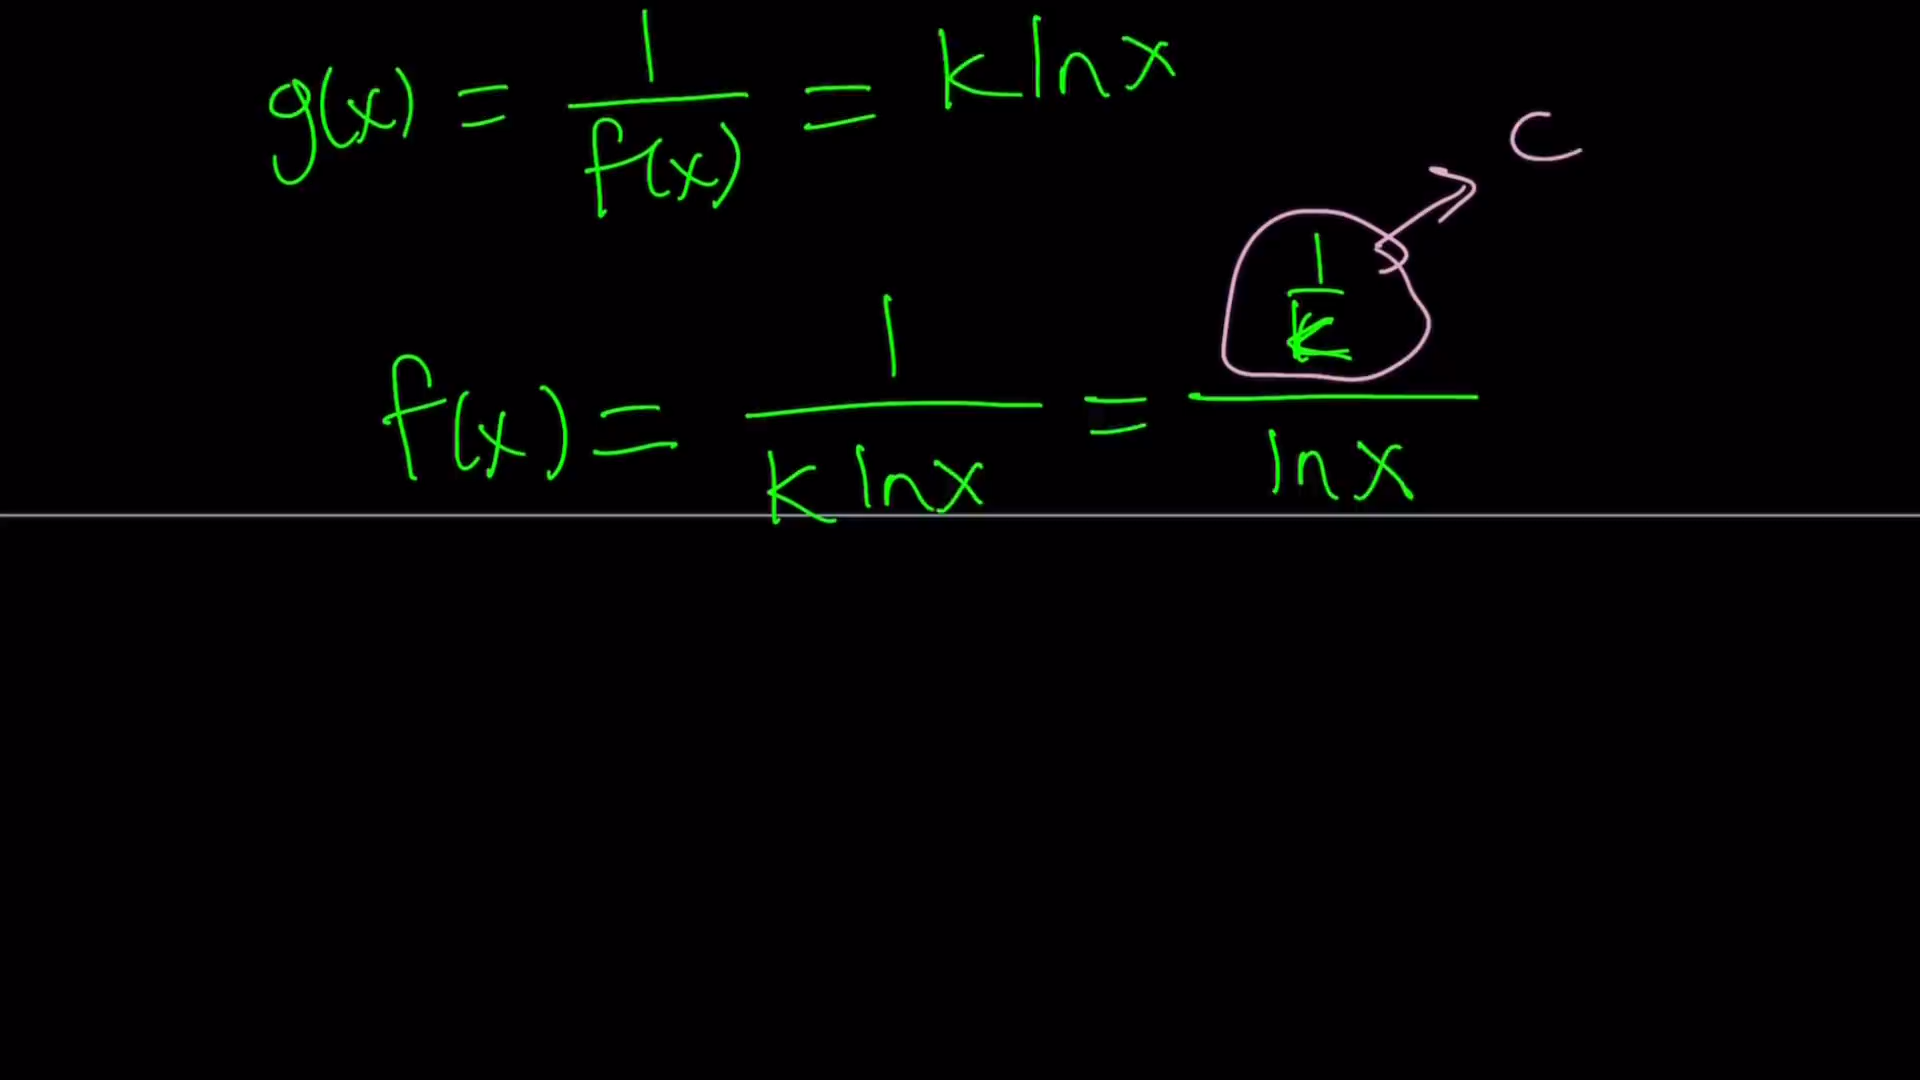 g(x) = 1/f(x) = k ln x
C
f(x) = 1/(k ln x) = (1/k)/(ln x)